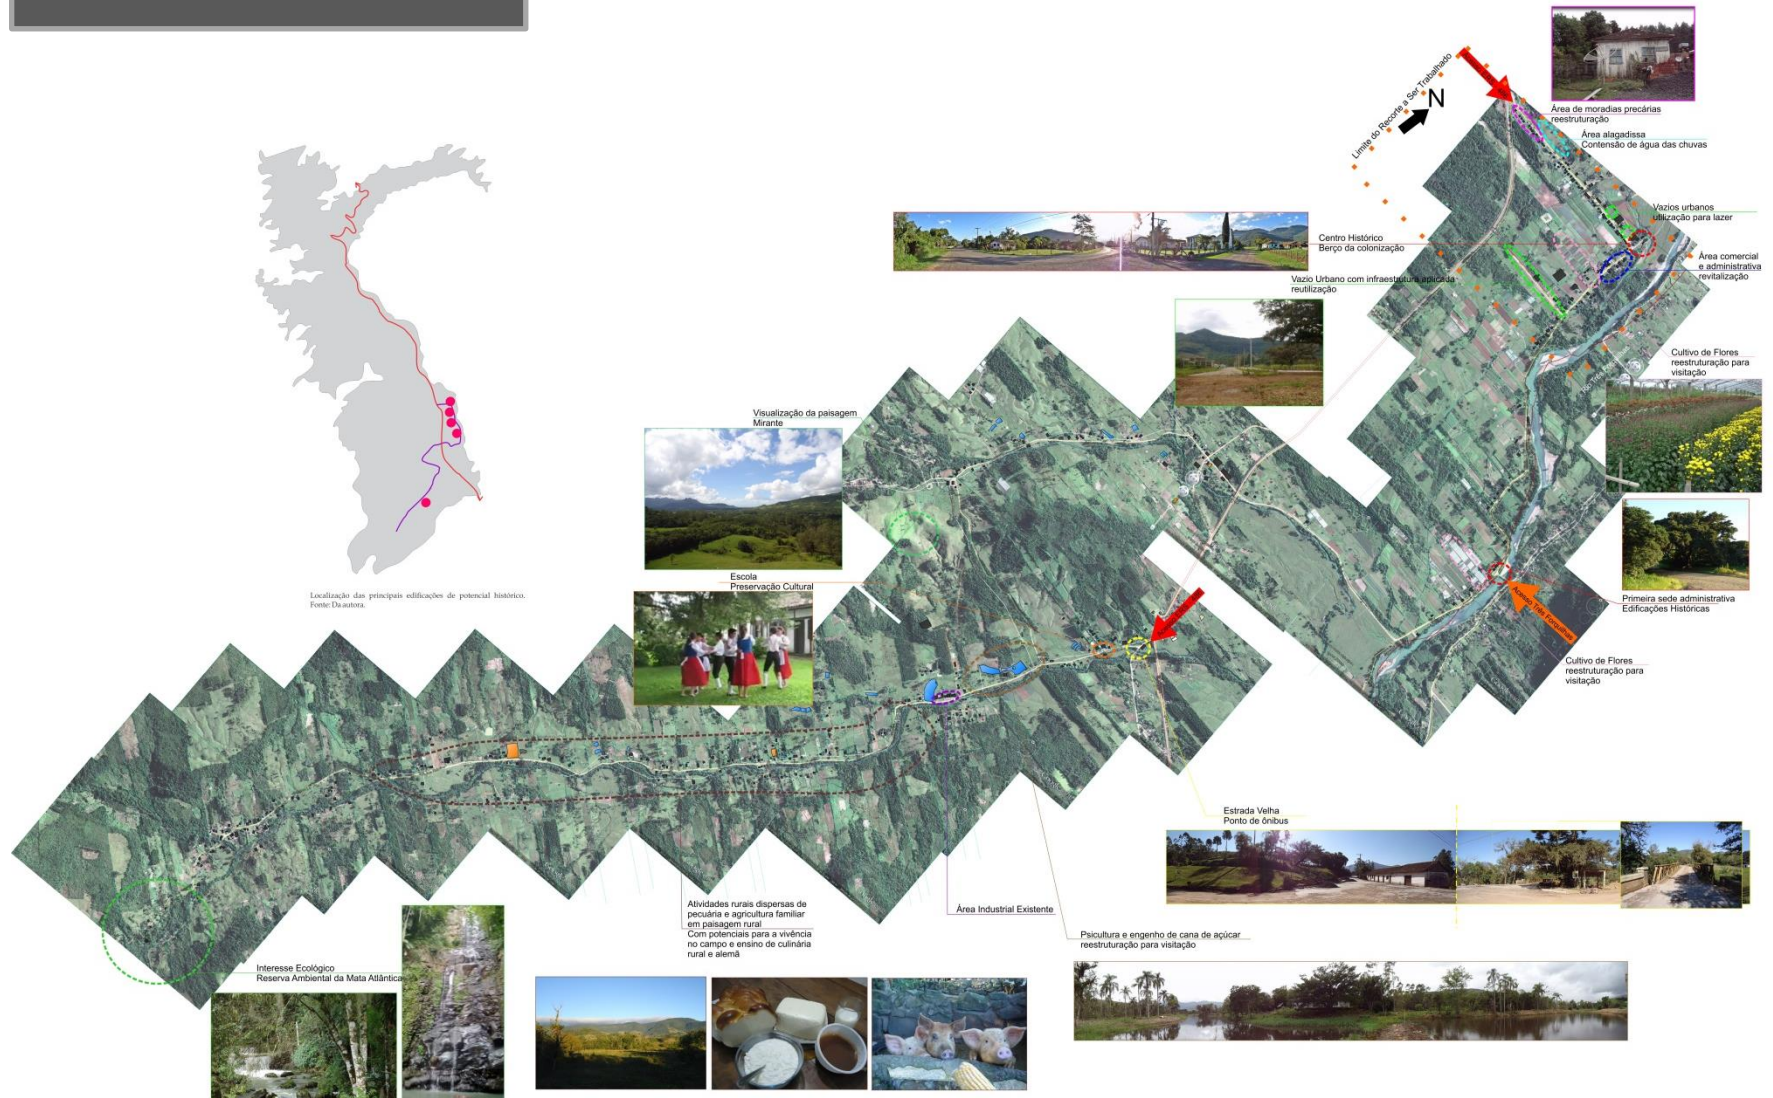 Limite do Recorte a Ser Trabalhado
N
Área de moradias precárias
reestruturação
Área alagadissa
Contensão de água das chuvas
Vazios urbanos
utilização para lazer
Centro Histórico
Berço da colonização
Área comercial
e administrativa
revitalização
Vazio Urbano com infraestrutura aplicada
reutilização
Cultivo de Flores
reestruturação para
visitação
Visualização da paisagem
Mirante
Escola
Preservação Cultural
Localização das principais edificações de potencial histórico.
Fonte: Da autora.
Primeira sede administrativa
Edificações Históricas
Acesso Três Forquilhas
Cultivo de Flores
reestruturação para
visitação
Estrada Velha
Ponto de ônibus
Atividades rurais dispersas de
pecuária e agricultura familiar
em paisagem rural
Com potenciais para a vivência
no campo e ensino de culinária
rural e alemã
Área Industrial Existente
Psicultura e engenho de cana de açúcar
reestruturação para visitação
Interesse Ecológico
Reserva Ambiental da Mata Atlântica